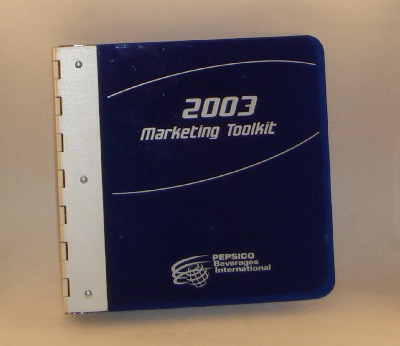 2003
Marketing Toolkit
PEPSICO
Beverages
International